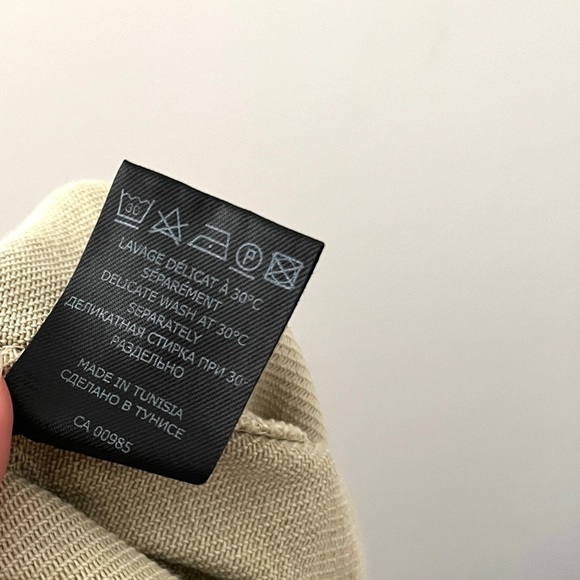 30
P
LAVAGE DÉLICAT À 30°C
SÉPARÉMENT
DELICATE WASH AT 30°C
SEPARATELY
ДЕЛИКАТНАЯ СТИРКА ПРИ 30°
РАЗДЕЛЬНО
MADE IN TUNISIA
СДЕЛАНО В ТУНИСЕ
CA 00985